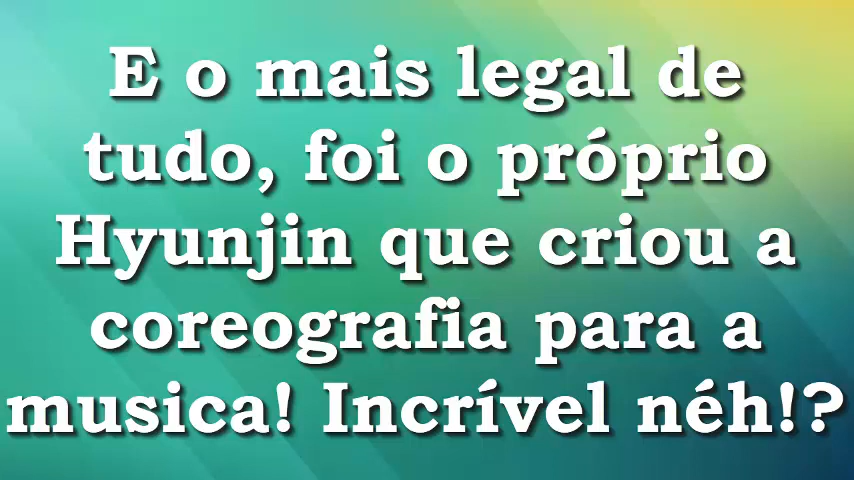 E o mais legal de
tudo, foi o próprio
Hyunjin que criou a
coreografia para a
musica! Incrível néh!?